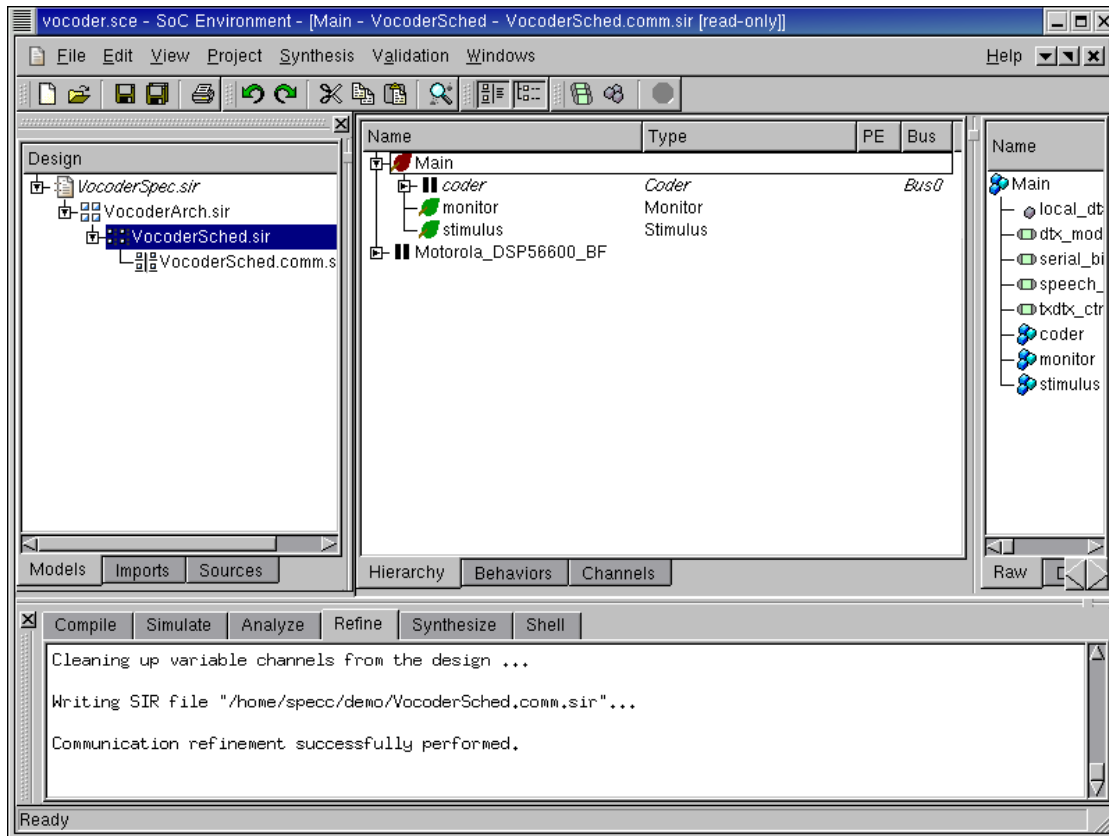 vocoder.sce - SoC Environment - [Main - VocoderSched - VocoderSched.comm.sir [read-only]]
File Edit View Project Synthesis Validation Windows Help
Design
VocoderSpec.sir
VocoderArch.sir
VocoderSched.sir
VocoderSched.comm.s
Models Imports Sources
Name Type PE Bus
Main
coder Coder Bus0
monitor Monitor
stimulus Stimulus
Motorola_DSP56600_BF
Hierarchy Behaviors Channels
Name
Main
local_dt
dtx_mod
serial_bi
speech_
txdtx_ctr
coder
monitor
stimulus
Raw
Compile Simulate Analyze Refine Synthesize Shell
Cleaning up variable channels from the design ...
Writing SIR file "/home/specc/demo/VocoderSched.comm.sir"...
Communication refinement successfully performed.
Ready